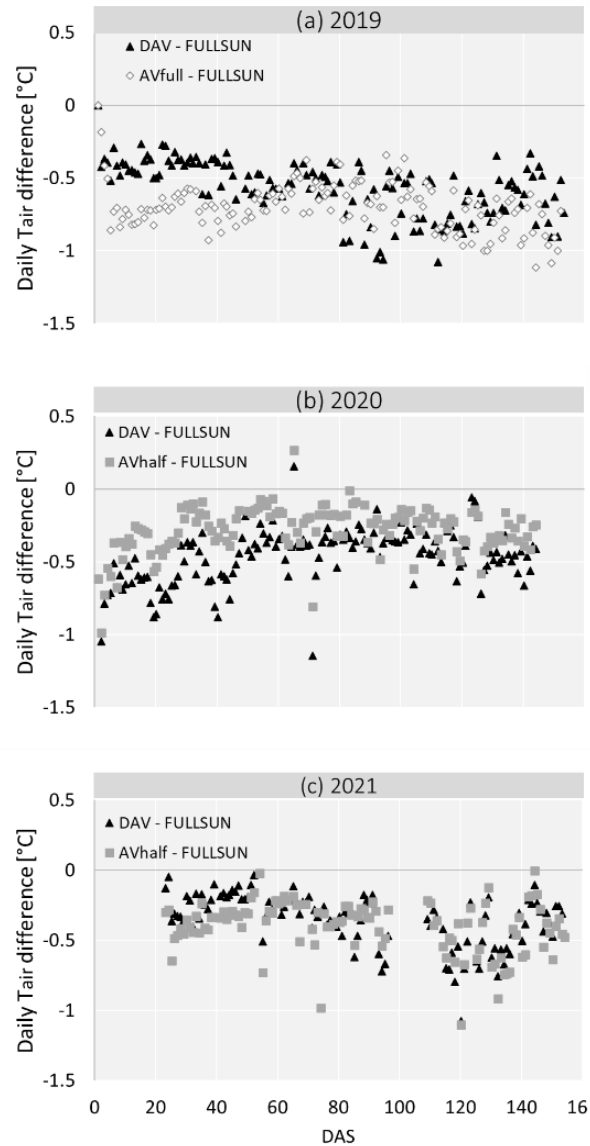 (a) 2019
0.5
DAV - FULLSUN
AVfull - FULLSUN
0
-0.5
-1
-1.5
Daily Tair difference [°C]
(b) 2020
0.5
DAV - FULLSUN
AVhalf - FULLSUN
0
-0.5
-1
-1.5
Daily Tair difference [°C]
(c) 2021
0.5
DAV - FULLSUN
AVhalf - FULLSUN
0
-0.5
-1
-1.5
Daily Tair difference [°C]
0 20 40 60 80 100 120 140 16
DAS